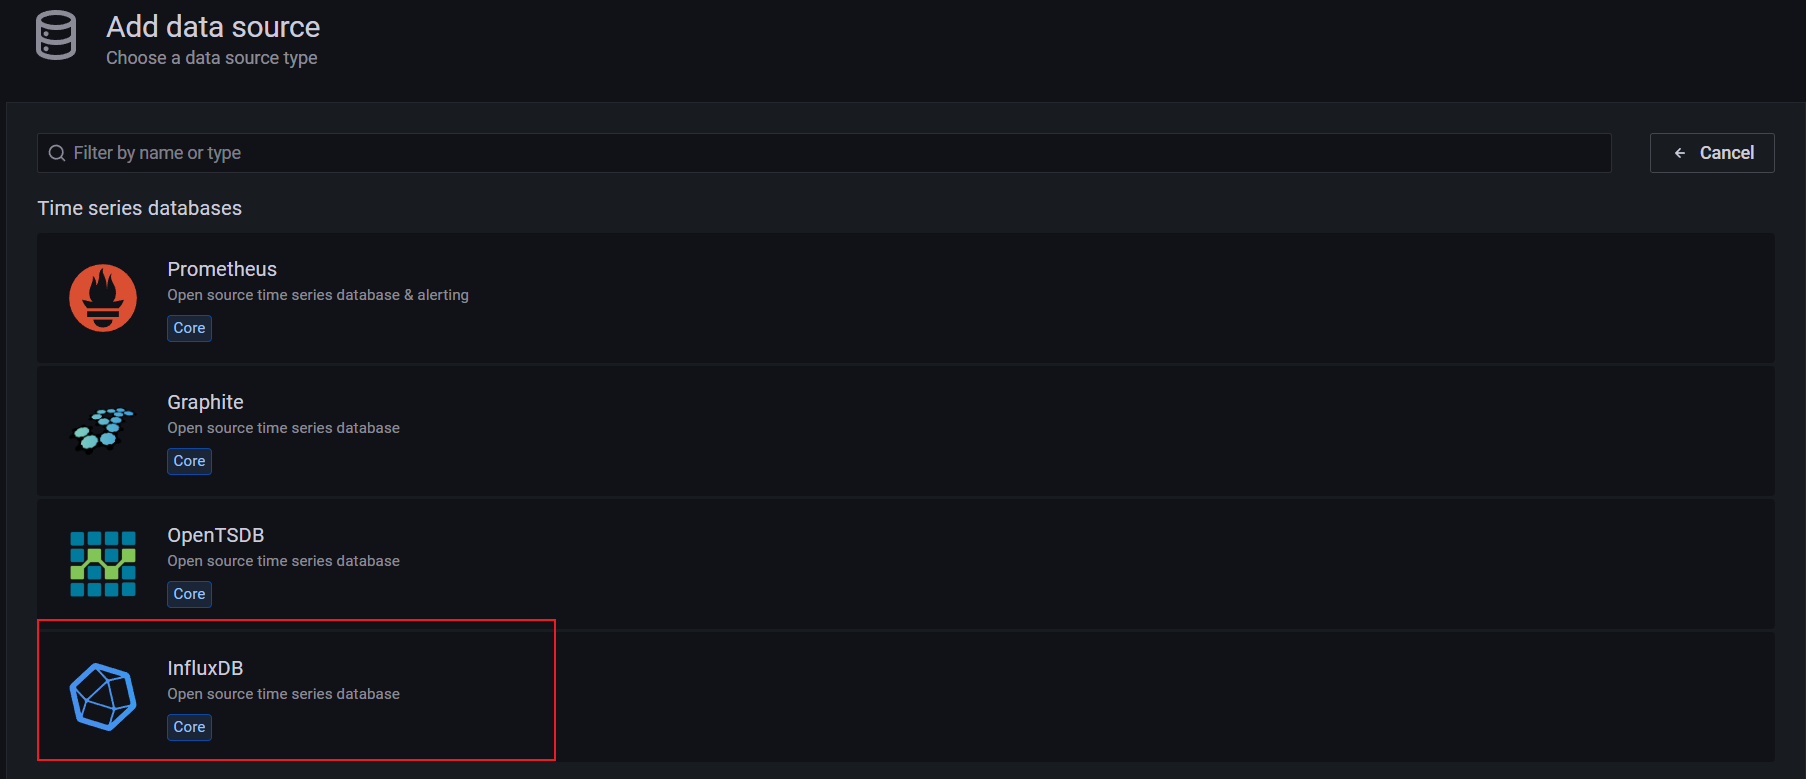 Add data source
Choose a data source type
Filter by name or type
Cancel
Time series databases
Prometheus
Open source time series database & alerting
Core
Graphite
Open source time series database
Core
OpenTSDB
Open source time series database
Core
InfluxDB
Open source time series database
Core